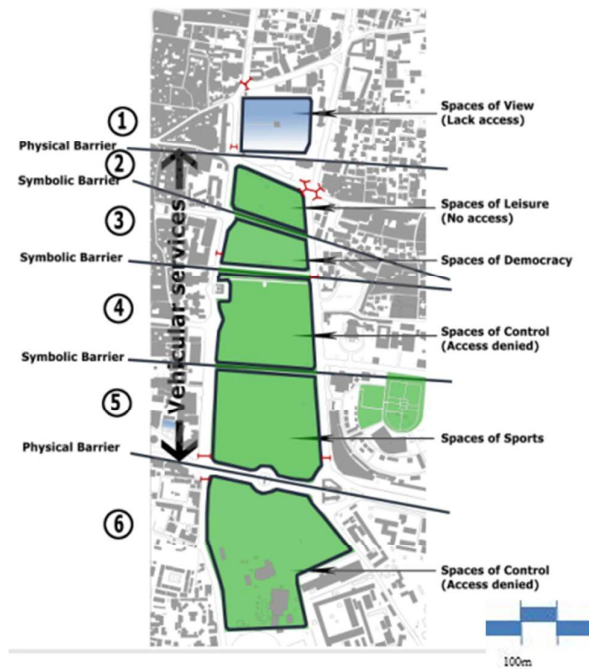 ①
Spaces of View
(Lack access)
Physical Barrier
②
Symbolic Barrier
Spaces of Leisure
(No access)
③
Symbolic Barrier
Spaces of Democracy
Vehicular services
④
Spaces of Control
(Access denied)
Symbolic Barrier
⑤
Spaces of Sports
Physical Barrier
⑥
Spaces of Control
(Access denied)
100m